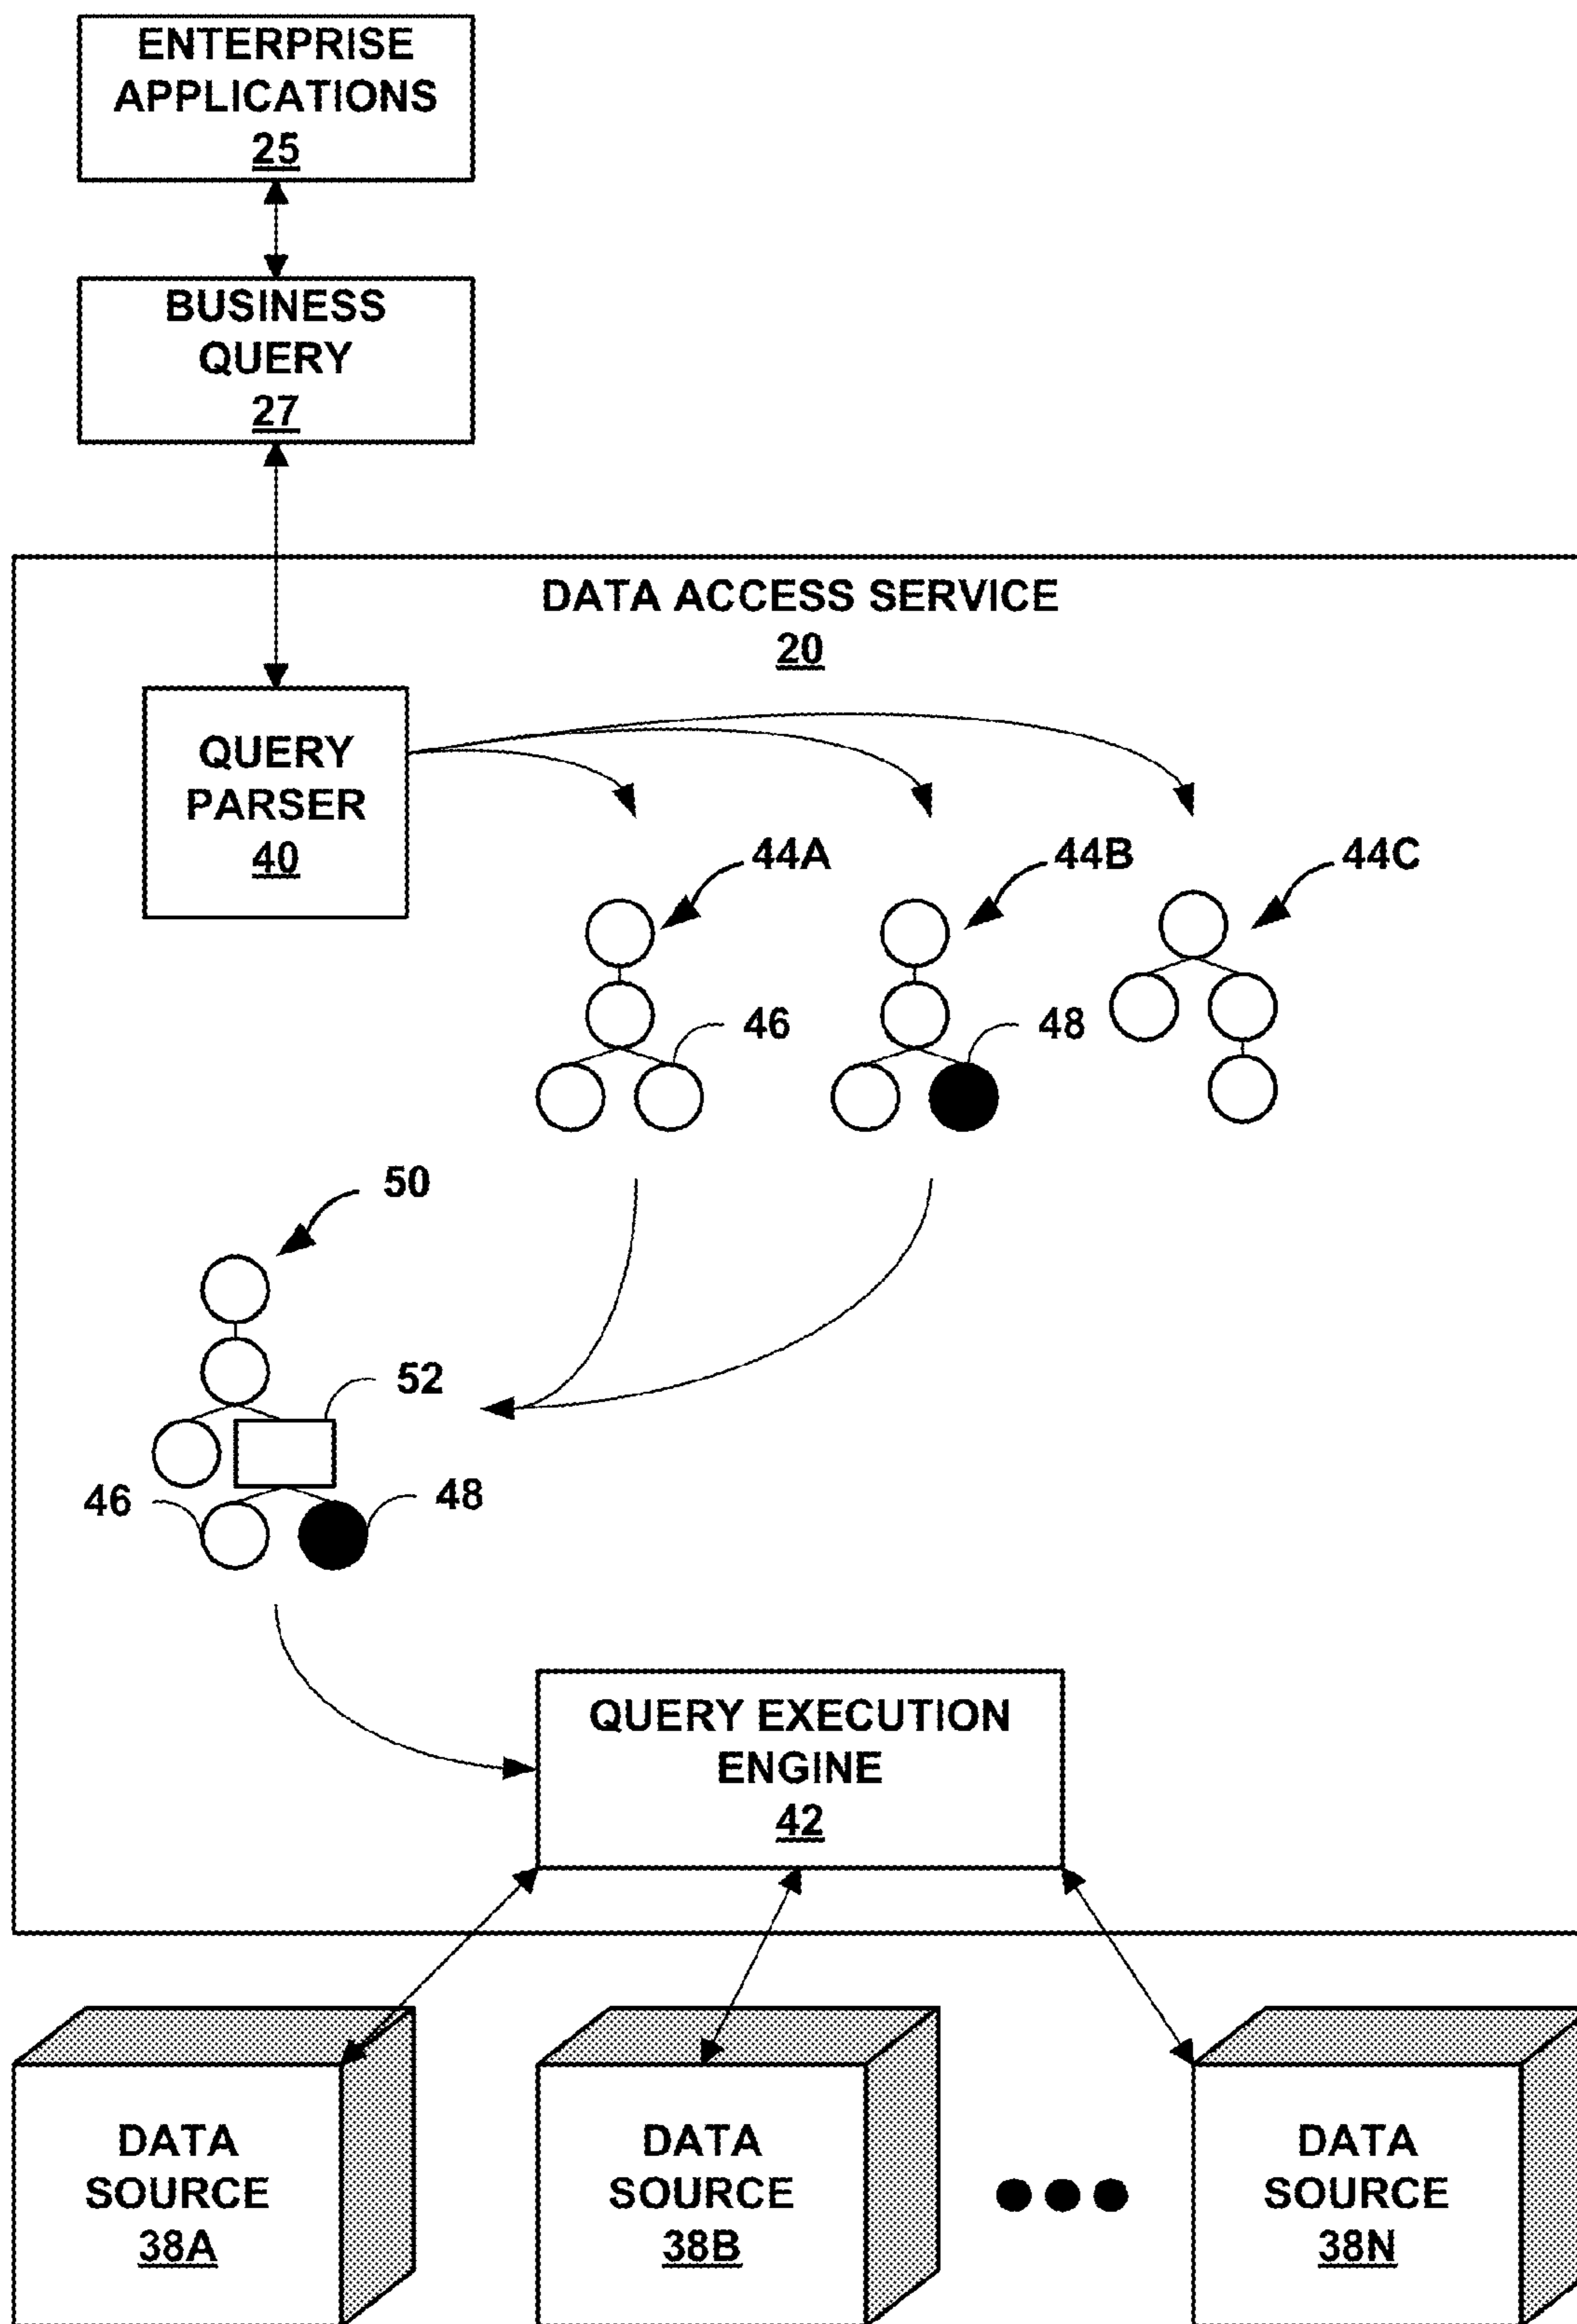 ENTERPRISE
APPLICATIONS
25
BUSINESS
QUERY
27
DATA ACCESS SERVICE
20
QUERY
PARSER
40
44A
44B
44C
46
48
50
52
46
48
QUERY EXECUTION
ENGINE
42
DATA
SOURCE
38A
DATA
SOURCE
38B
DATA
SOURCE
38N